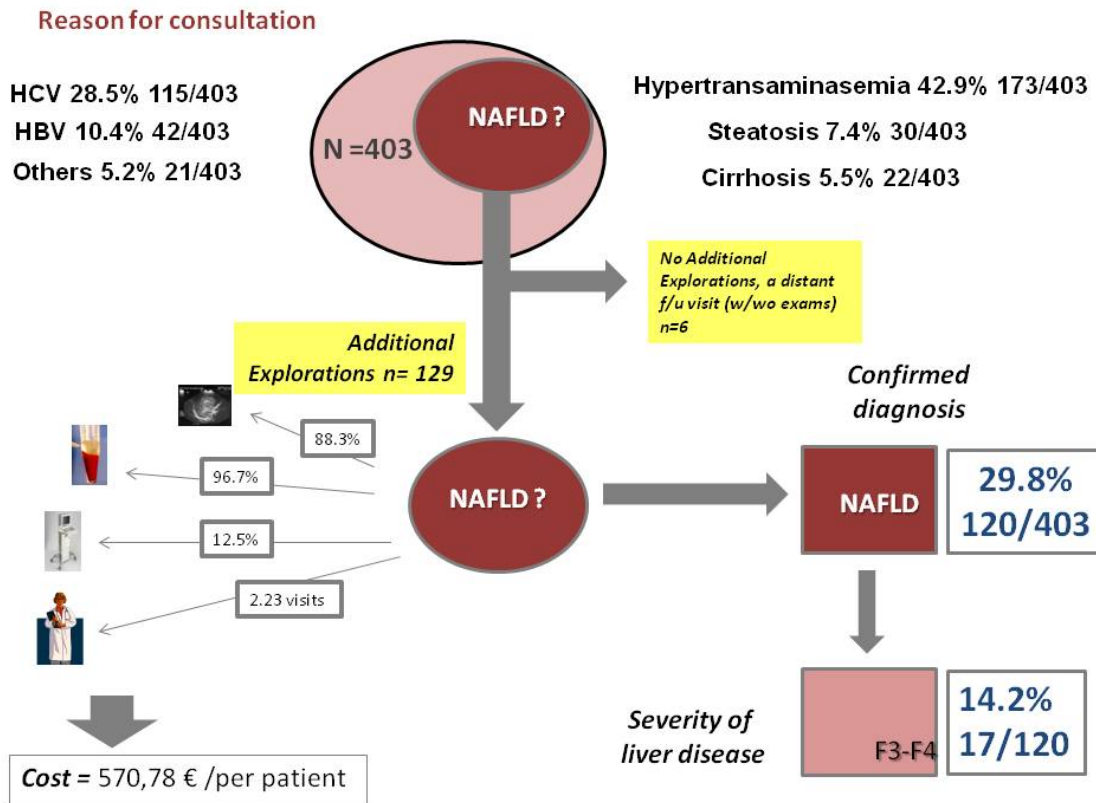 Reason for consultation
HCV 28.5% 115/403
HBV 10.4% 42/403
Others 5.2% 21/403
N =403
NAFLD ?
Hypertransaminasemia 42.9% 173/403
Steatosis 7.4% 30/403
Cirrhosis 5.5% 22/403
No Additional
Explorations, a distant
f/u visit (w/wo exams)
n=6
Additional
Explorations n= 129
88.3%
96.7%
12.5%
2.23 visits
NAFLD ?
Confirmed
diagnosis
NAFLD
29.8%
120/403
Severity of
liver disease
F3-F4
14.2%
17/120
Cost = 570,78 € /per patient